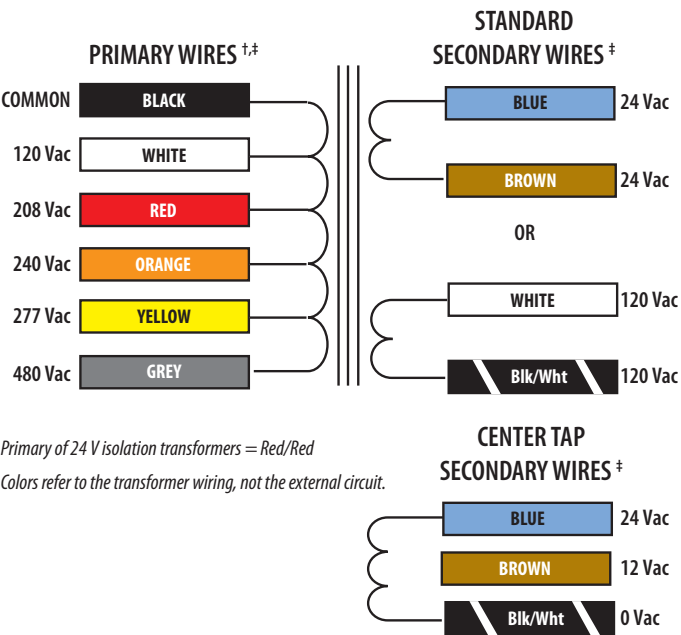 PRIMARY WIRES †,‡
COMMON BLACK
120 Vac WHITE
208 Vac RED
240 Vac ORANGE
277 Vac YELLOW
480 Vac GREY
Primary of 24 V isolation transformers = Red/Red
Colors refer to the transformer wiring, not the external circuit.
STANDARD
SECONDARY WIRES ‡
BLUE 24 Vac
BROWN 24 Vac
OR
WHITE 120 Vac
Blk/Wht 120 Vac
CENTER TAP
SECONDARY WIRES ‡
BLUE 24 Vac
BROWN 12 Vac
Blk/Wht 0 Vac